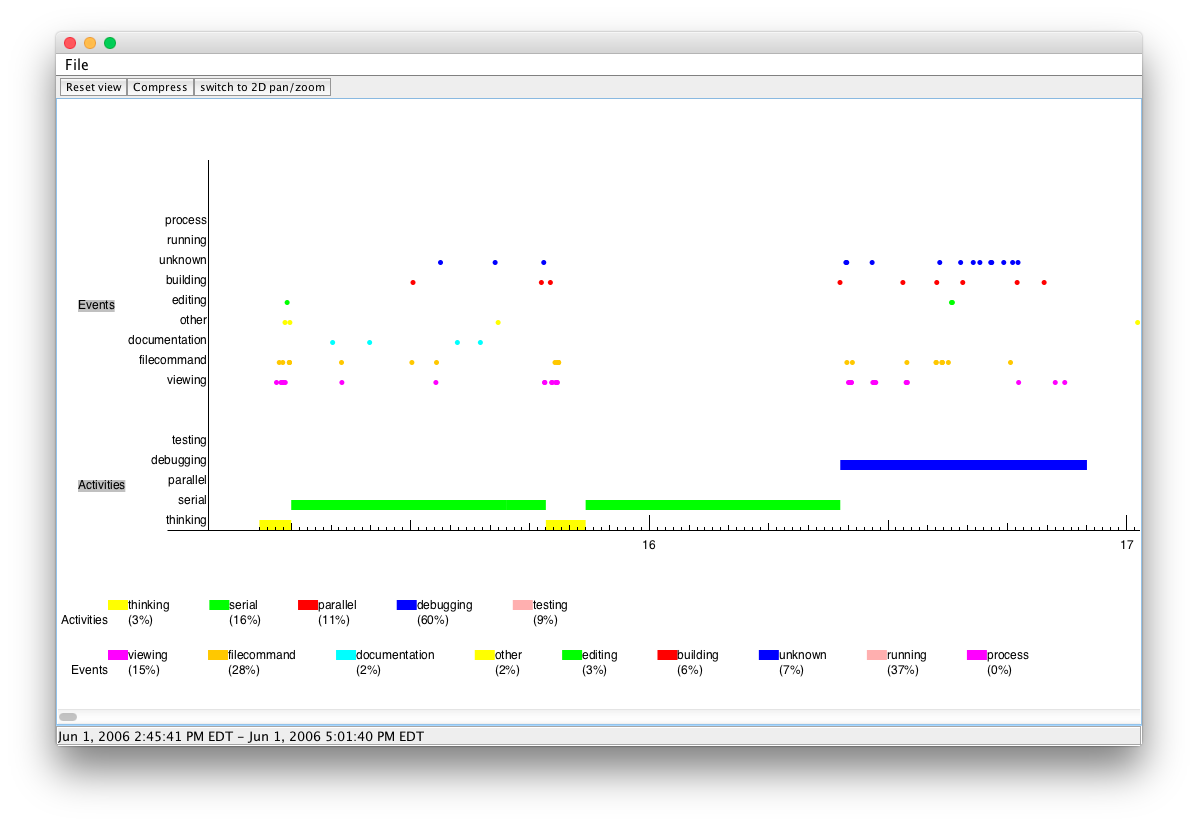 File
Reset view Compress switch to 2D pan/zoom
process
running
unknown
building
editing
Events
other
documentation
filecommand
viewing
testing
debugging
parallel
Activities
serial
thinking
16 17
thinking serial parallel debugging testing
Activities (3%) (16%) (11%) (60%) (9%)
viewing filecommand documentation other editing building unknown running process
Events (15%) (28%) (2%) (2%) (3%) (6%) (7%) (37%) (0%)
Jun 1, 2006 2:45:41 PM EDT – Jun 1, 2006 5:01:40 PM EDT